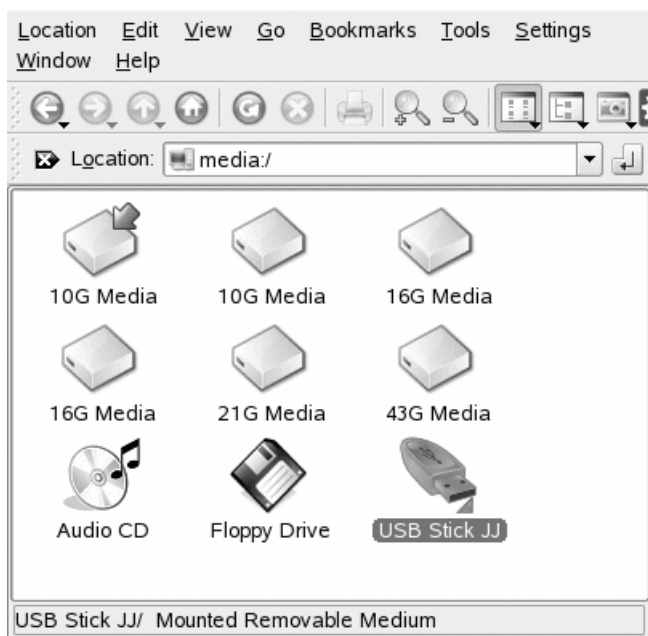 Location Edit View Go Bookmarks Tools Settings
Window Help
Location: media:/
10G Media 10G Media 16G Media
16G Media 21G Media 43G Media
Audio CD Floppy Drive USB Stick JJ
USB Stick JJ/ Mounted Removable Medium